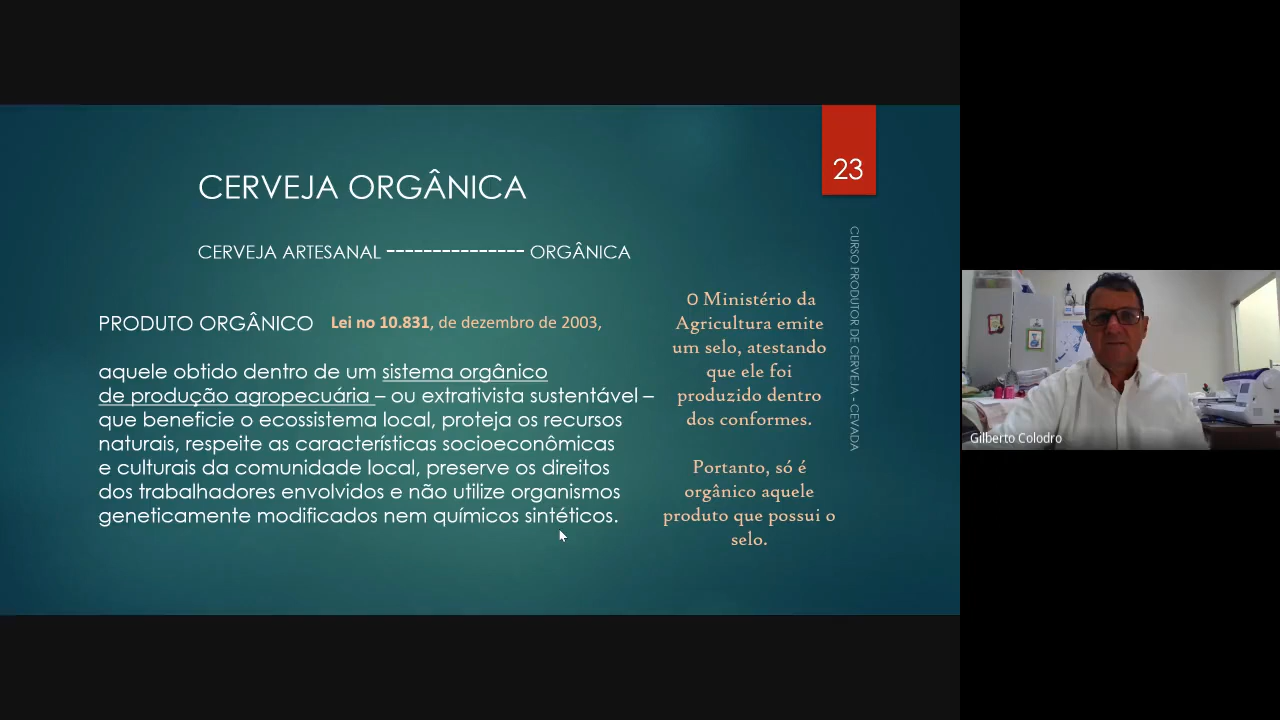 CERVEJA ORGÂNICA
23
CERVEJA ARTESANAL --------------- ORGÂNICA
PRODUTO ORGÂNICO Lei no 10.831, de dezembro de 2003,
aquele obtido dentro de um sistema orgânico
de produção agropecuária – ou extrativista sustentável –
que beneficie o ecossistema local, proteja os recursos
naturais, respeite as características socioeconômicas
e culturais da comunidade local, preserve os direitos
dos trabalhadores envolvidos e não utilize organismos
geneticamente modificados nem químicos sintéticos.
O Ministério da
Agricultura emite
um selo, atestando
que ele foi
produzido dentro
dos conformes.
Portanto, só é
orgânico aquele
produto que possui o
selo.
CURSO PRODUTOR DE CERVEJA - CEVADA
Gilberto Colodro